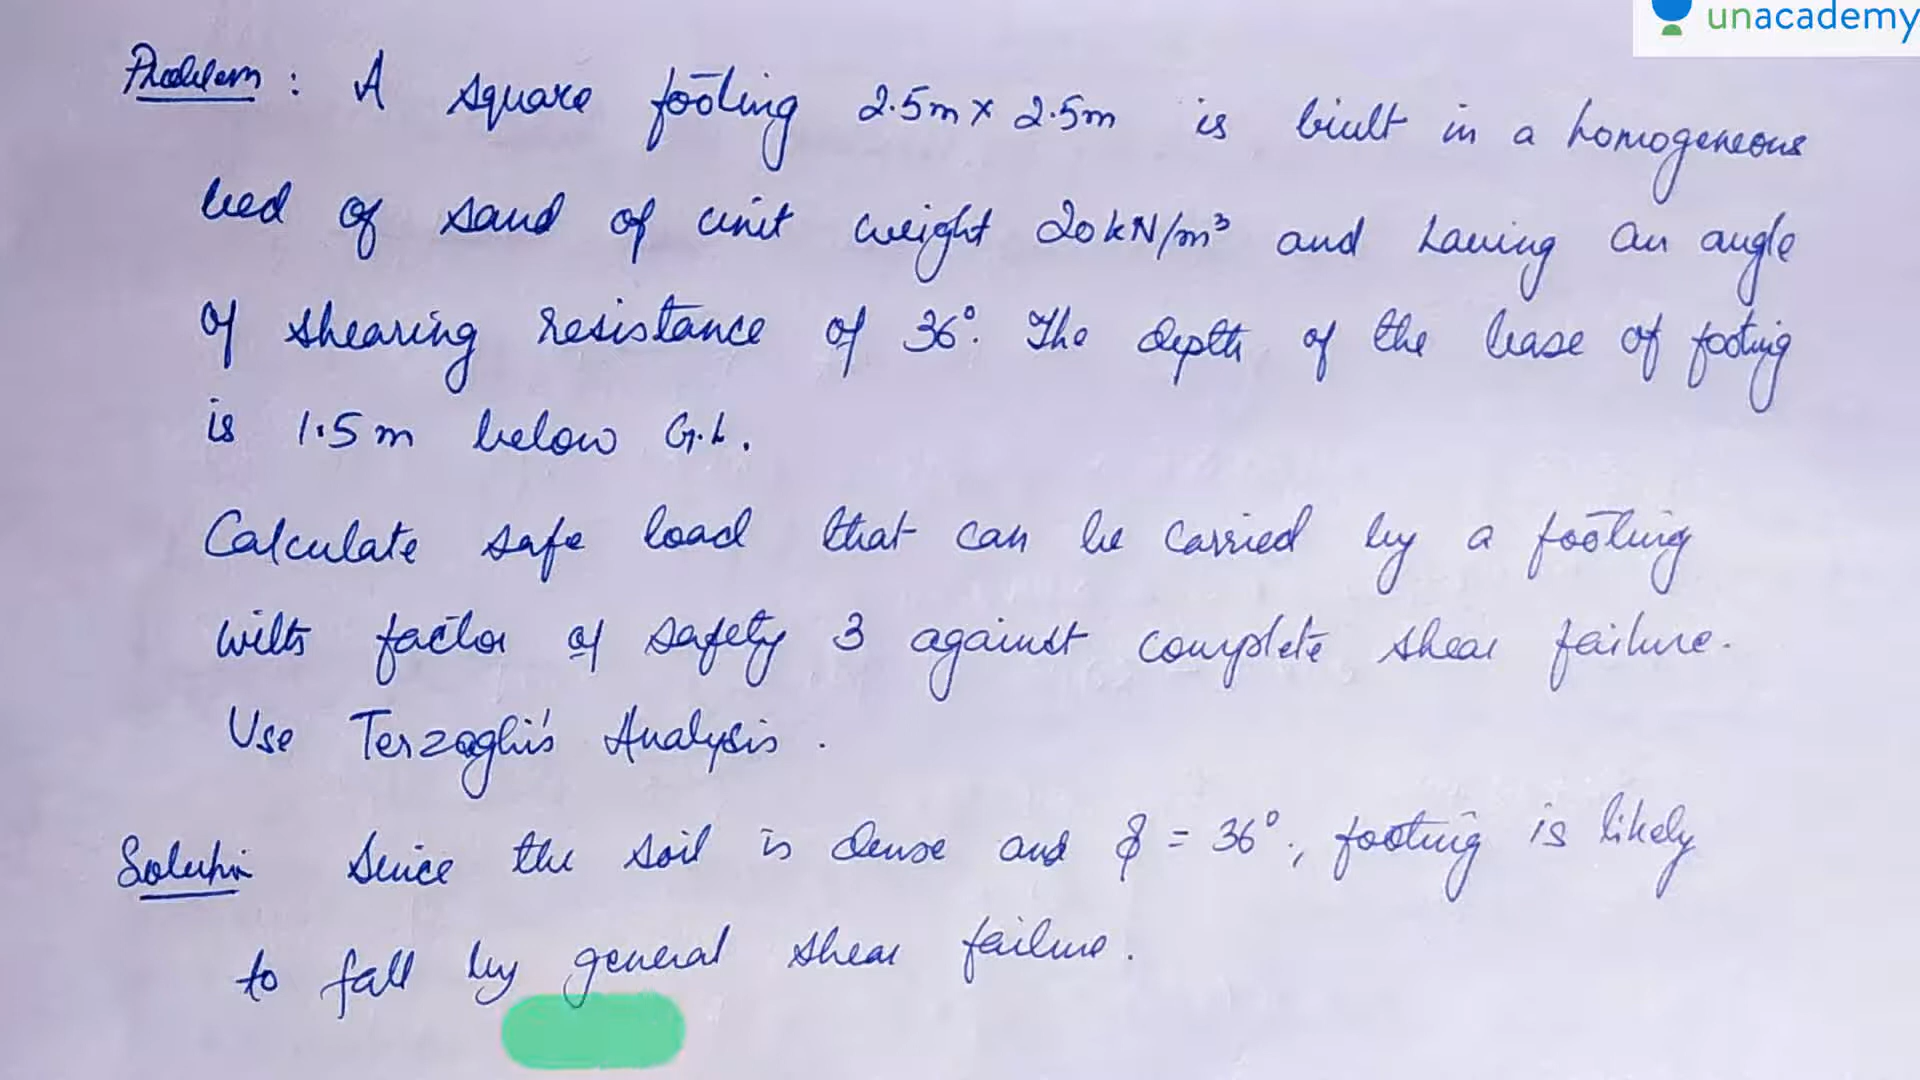 unacademy
Problem : A square footing 2.5m x 2.5m is biult in a homogeneous
bed of sand of unit weight 20kN/m³ and having an angle
of shearing resistance of 36°. The depth of the base of footing
is 1.5m below G.L.
Calculate safe load that can be carried by a footing
with factor of safety 3 against complete shear failure.
Use Terzaghi's Analysis.
Solution Since the soil is dense and ϕ = 36°, footing is likely
to fall by general shear failure.